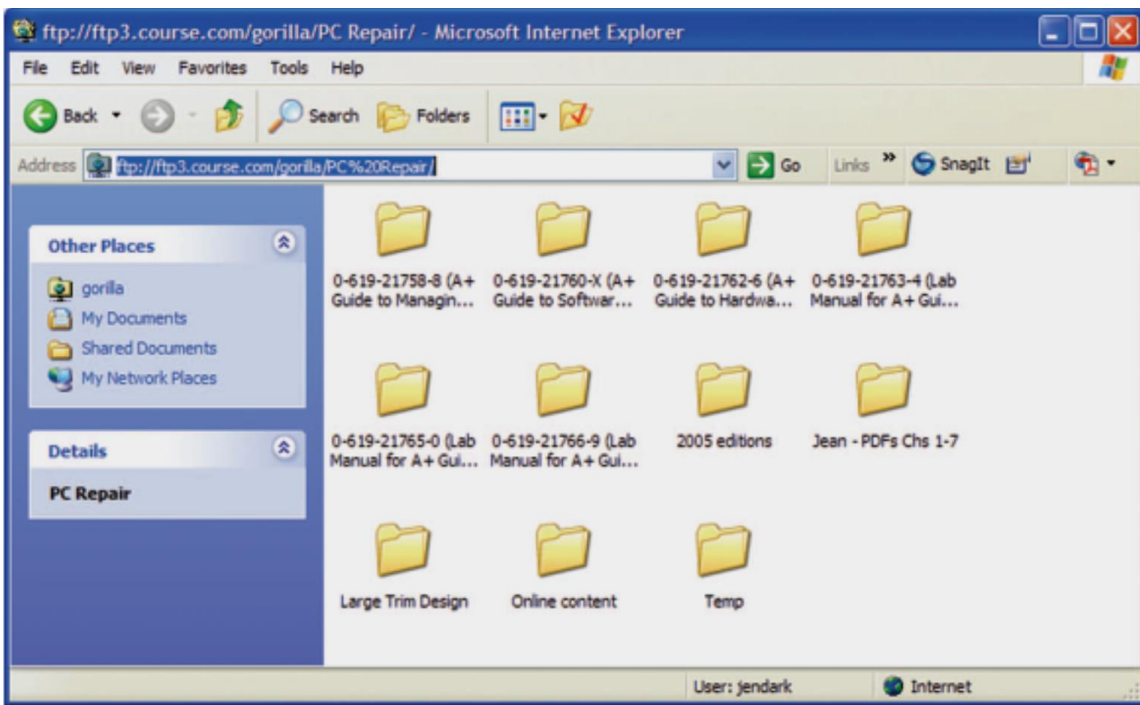 ftp://ftp3.course.com/gorilla/PC Repair/ - Microsoft Internet Explorer
File Edit View Favorites Tools Help
Back Search Folders
Address ftp://ftp3.course.com/gorilla/PC%20Repair/ Go Links » SnagIt
Other Places
gorilla
My Documents
Shared Documents
My Network Places
Details
PC Repair
0-619-21758-8 (A+
Guide to Managin...
0-619-21760-X (A+
Guide to Softwar...
0-619-21762-6 (A+
Guide to Hardwa...
0-619-21763-4 (Lab
Manual for A+ Gui...
0-619-21765-0 (Lab
Manual for A+ Gui...
0-619-21766-9 (Lab
Manual for A+ Gui...
2005 editions
Jean - PDFs Chs 1-7
Large Trim Design
Online content
Temp
User: jendark
Internet